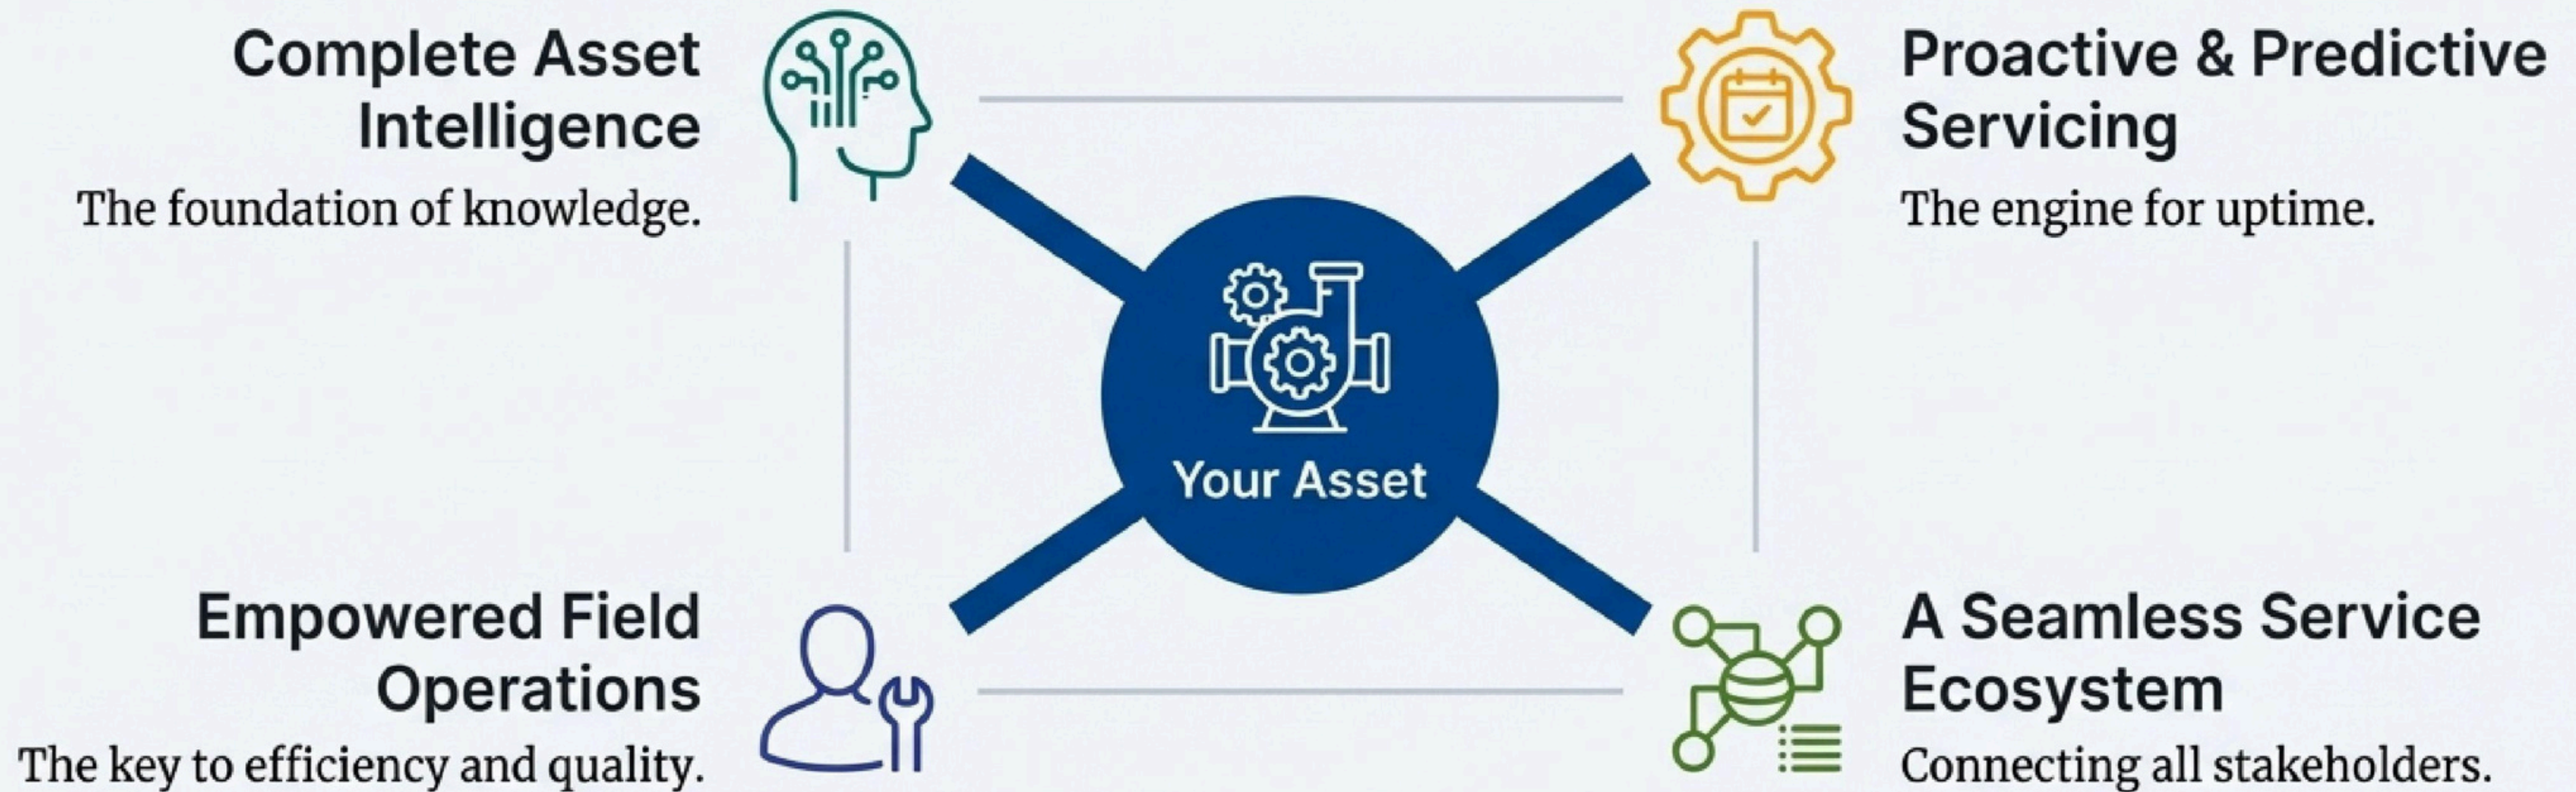 Complete Asset
Intelligence
The foundation of knowledge.
Proactive & Predictive
Servicing
The engine for uptime.
Your Asset
Empowered Field
Operations
The key to efficiency and quality.
A Seamless Service
Ecosystem
Connecting all stakeholders.